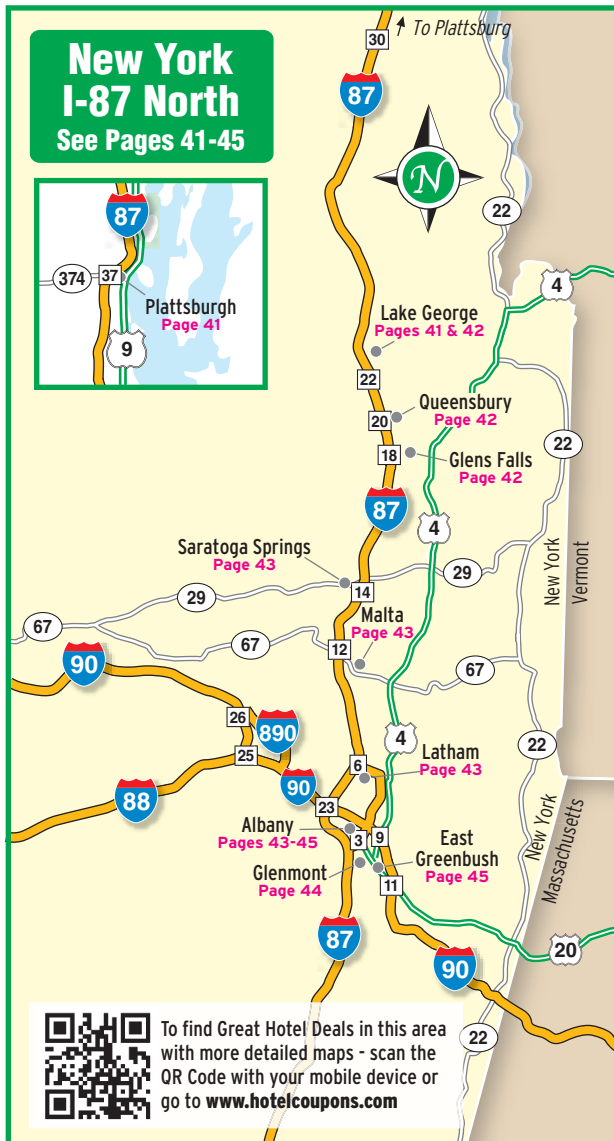 New York
I-87 North
See Pages 41-45
30
To Plattsburg
87
22
4
87
374
37
Plattsburgh
Page 41
9
N
Lake George
Pages 41 & 42
22
Queensbury
Page 42
20
22
18
Glens Falls
Page 42
87
4
New York
Vermont
Saratoga Springs
Page 43
29
14
29
67
Malta
Page 43
12
67
67
90
26
890
4
22
25
6
Latham
Page 43
90
88
23
Albany
Pages 43-45
3
9
East
Greenbush
Page 45
Glenmont
Page 44
11
New York
Massachusetts
87
20
90
22
To find Great Hotel Deals in this area
with more detailed maps - scan the
QR Code with your mobile device or
go to www.hotelcoupons.com